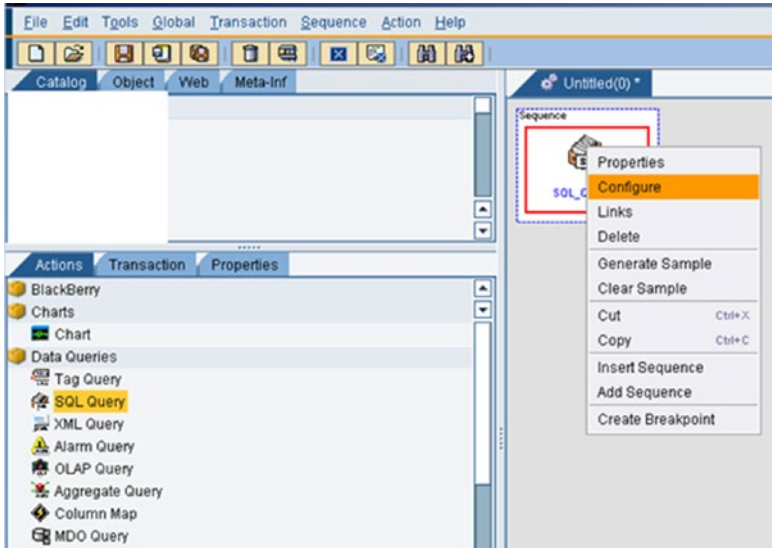 File Edit Tools Global Transaction Sequence Action Help
Catalog Object Web Meta-Inf
Actions Transaction Properties
BlackBerry
Charts
Chart
Data Queries
Tag Query
SQL Query
XML Query
Alarm Query
OLAP Query
Aggregate Query
Column Map
MDO Query
Untitled(0) *
Sequence
Properties
Configure
Links
Delete
Generate Sample
Clear Sample
Cut Ctrl+X
Copy Ctrl+C
Insert Sequence
Add Sequence
Create Breakpoint